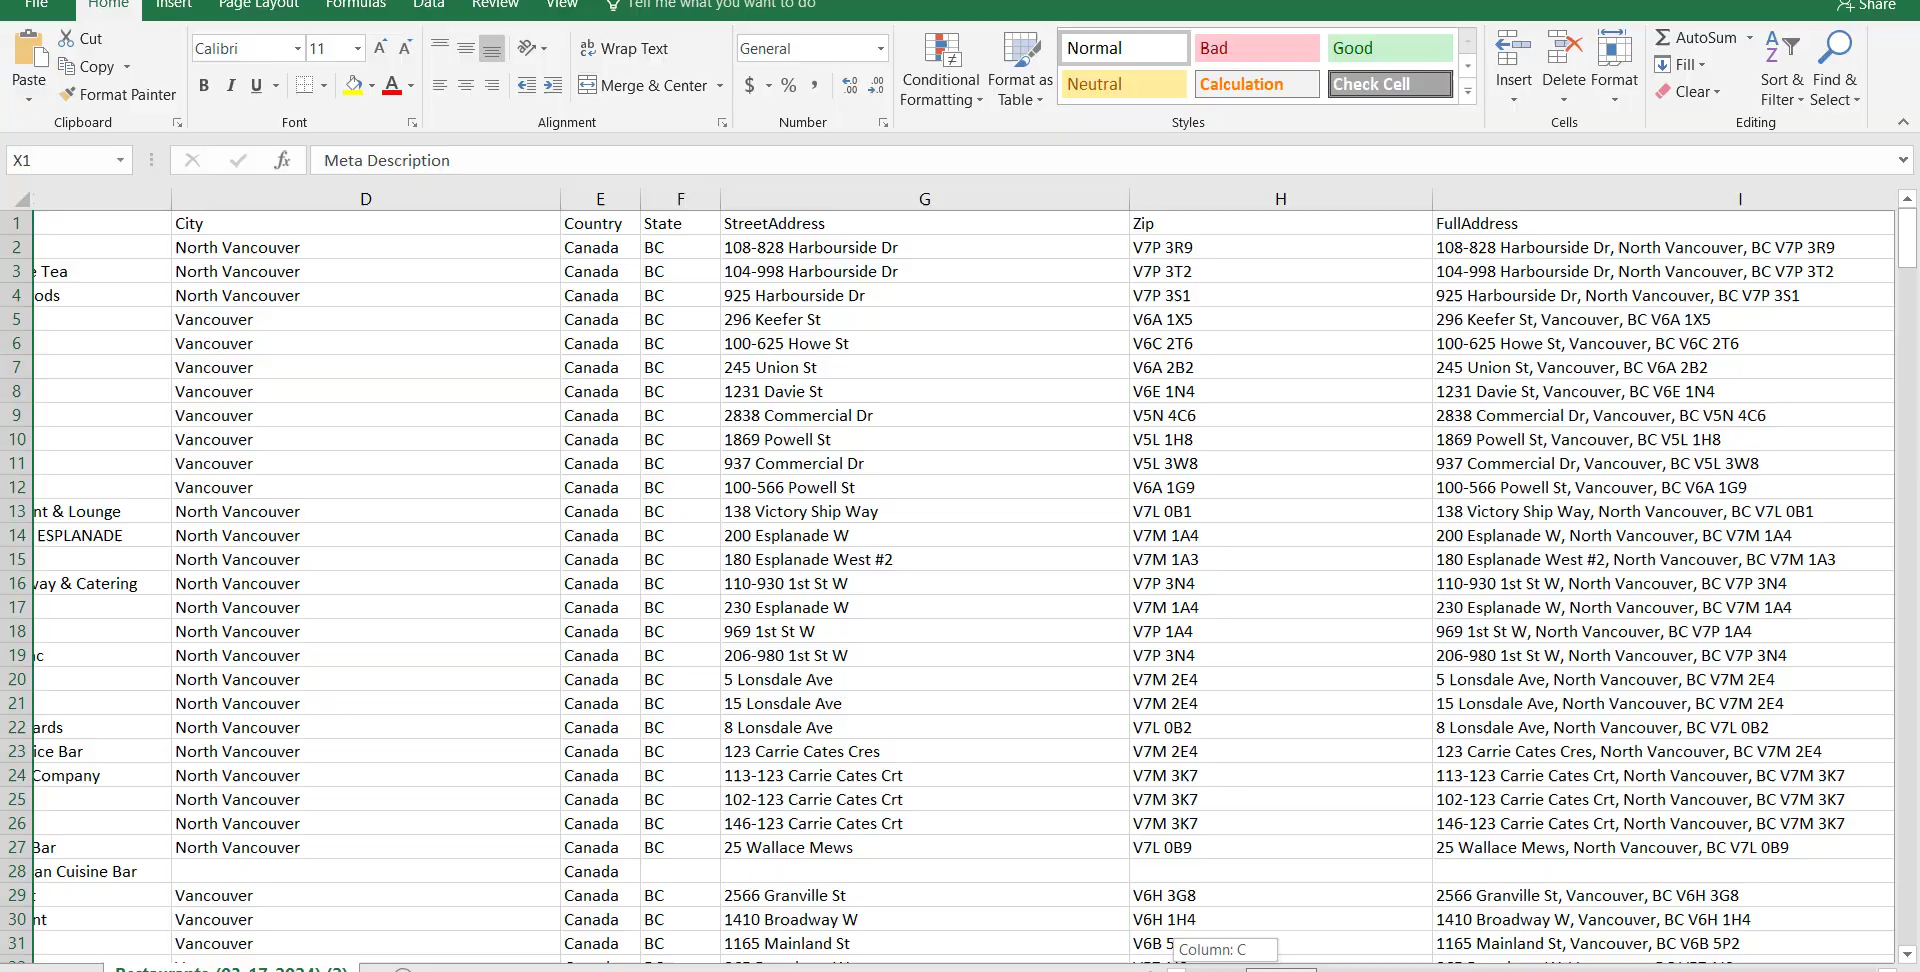 File Home Insert Page Layout Formulas Data Review View Tell me what you want to do Share
Cut Calibri 11 Wrap Text General Normal Bad Good AutoSum
Paste Copy Conditional Format as Insert Delete Format Fill Sort & Find &
Format Painter B I U A Merge & Center $ % , Formatting Table Neutral Calculation Check Cell Clear Filter Select
Clipboard Font Alignment Number Styles Cells Editing
X1 fx Meta Description
D E F G H I
1 City Country State StreetAddress Zip FullAddress
2 North Vancouver Canada BC 108-828 Harbourside Dr V7P 3R9 108-828 Harbourside Dr, North Vancouver, BC V7P 3R9
3 e Tea North Vancouver Canada BC 104-998 Harbourside Dr V7P 3T2 104-998 Harbourside Dr, North Vancouver, BC V7P 3T2
4 ods North Vancouver Canada BC 925 Harbourside Dr V7P 3S1 925 Harbourside Dr, North Vancouver, BC V7P 3S1
5 Vancouver Canada BC 296 Keefer St V6A 1X5 296 Keefer St, Vancouver, BC V6A 1X5
6 Vancouver Canada BC 100-625 Howe St V6C 2T6 100-625 Howe St, Vancouver, BC V6C 2T6
7 Vancouver Canada BC 245 Union St V6A 2B2 245 Union St, Vancouver, BC V6A 2B2
8 Vancouver Canada BC 1231 Davie St V6E 1N4 1231 Davie St, Vancouver, BC V6E 1N4
9 Vancouver Canada BC 2838 Commercial Dr V5N 4C6 2838 Commercial Dr, Vancouver, BC V5N 4C6
10 Vancouver Canada BC 1869 Powell St V5L 1H8 1869 Powell St, Vancouver, BC V5L 1H8
11 Vancouver Canada BC 937 Commercial Dr V5L 3W8 937 Commercial Dr, Vancouver, BC V5L 3W8
12 Vancouver Canada BC 100-566 Powell St V6A 1G9 100-566 Powell St, Vancouver, BC V6A 1G9
13 nt & Lounge North Vancouver Canada BC 138 Victory Ship Way V7L 0B1 138 Victory Ship Way, North Vancouver, BC V7L 0B1
14 ESPLANADE North Vancouver Canada BC 200 Esplanade W V7M 1A4 200 Esplanade W, North Vancouver, BC V7M 1A4
15 North Vancouver Canada BC 180 Esplanade West #2 V7M 1A3 180 Esplanade West #2, North Vancouver, BC V7M 1A3
16 way & Catering North Vancouver Canada BC 110-930 1st St W V7P 3N4 110-930 1st St W, North Vancouver, BC V7P 3N4
17 North Vancouver Canada BC 230 Esplanade W V7M 1A4 230 Esplanade W, North Vancouver, BC V7M 1A4
18 North Vancouver Canada BC 969 1st St W V7P 1A4 969 1st St W, North Vancouver, BC V7P 1A4
19 nc North Vancouver Canada BC 206-980 1st St W V7P 3N4 206-980 1st St W, North Vancouver, BC V7P 3N4
20 North Vancouver Canada BC 5 Lonsdale Ave V7M 2E4 5 Lonsdale Ave, North Vancouver, BC V7M 2E4
21 North Vancouver Canada BC 15 Lonsdale Ave V7M 2E4 15 Lonsdale Ave, North Vancouver, BC V7M 2E4
22 ards North Vancouver Canada BC 8 Lonsdale Ave V7L 0B2 8 Lonsdale Ave, North Vancouver, BC V7L 0B2
23 ice Bar North Vancouver Canada BC 123 Carrie Cates Cres V7M 2E4 123 Carrie Cates Cres, North Vancouver, BC V7M 2E4
24 Company North Vancouver Canada BC 113-123 Carrie Cates Crt V7M 3K7 113-123 Carrie Cates Crt, North Vancouver, BC V7M 3K7
25 North Vancouver Canada BC 102-123 Carrie Cates Crt V7M 3K7 102-123 Carrie Cates Crt, North Vancouver, BC V7M 3K7
26 North Vancouver Canada BC 146-123 Carrie Cates Crt V7M 3K7 146-123 Carrie Cates Crt, North Vancouver, BC V7M 3K7
27 Bar North Vancouver Canada BC 25 Wallace Mews V7L 0B9 25 Wallace Mews, North Vancouver, BC V7L 0B9
28 an Cuisine Bar Canada
29 Vancouver Canada BC 2566 Granville St V6H 3G8 2566 Granville St, Vancouver, BC V6H 3G8
30 nt Vancouver Canada BC 1410 Broadway W V6H 1H4 1410 Broadway W, Vancouver, BC V6H 1H4
31 Vancouver Canada BC 1165 Mainland St V6B 5 Column: C 1165 Mainland St, Vancouver, BC V6B 5P2
Restaurants (03-17-2024) (2)